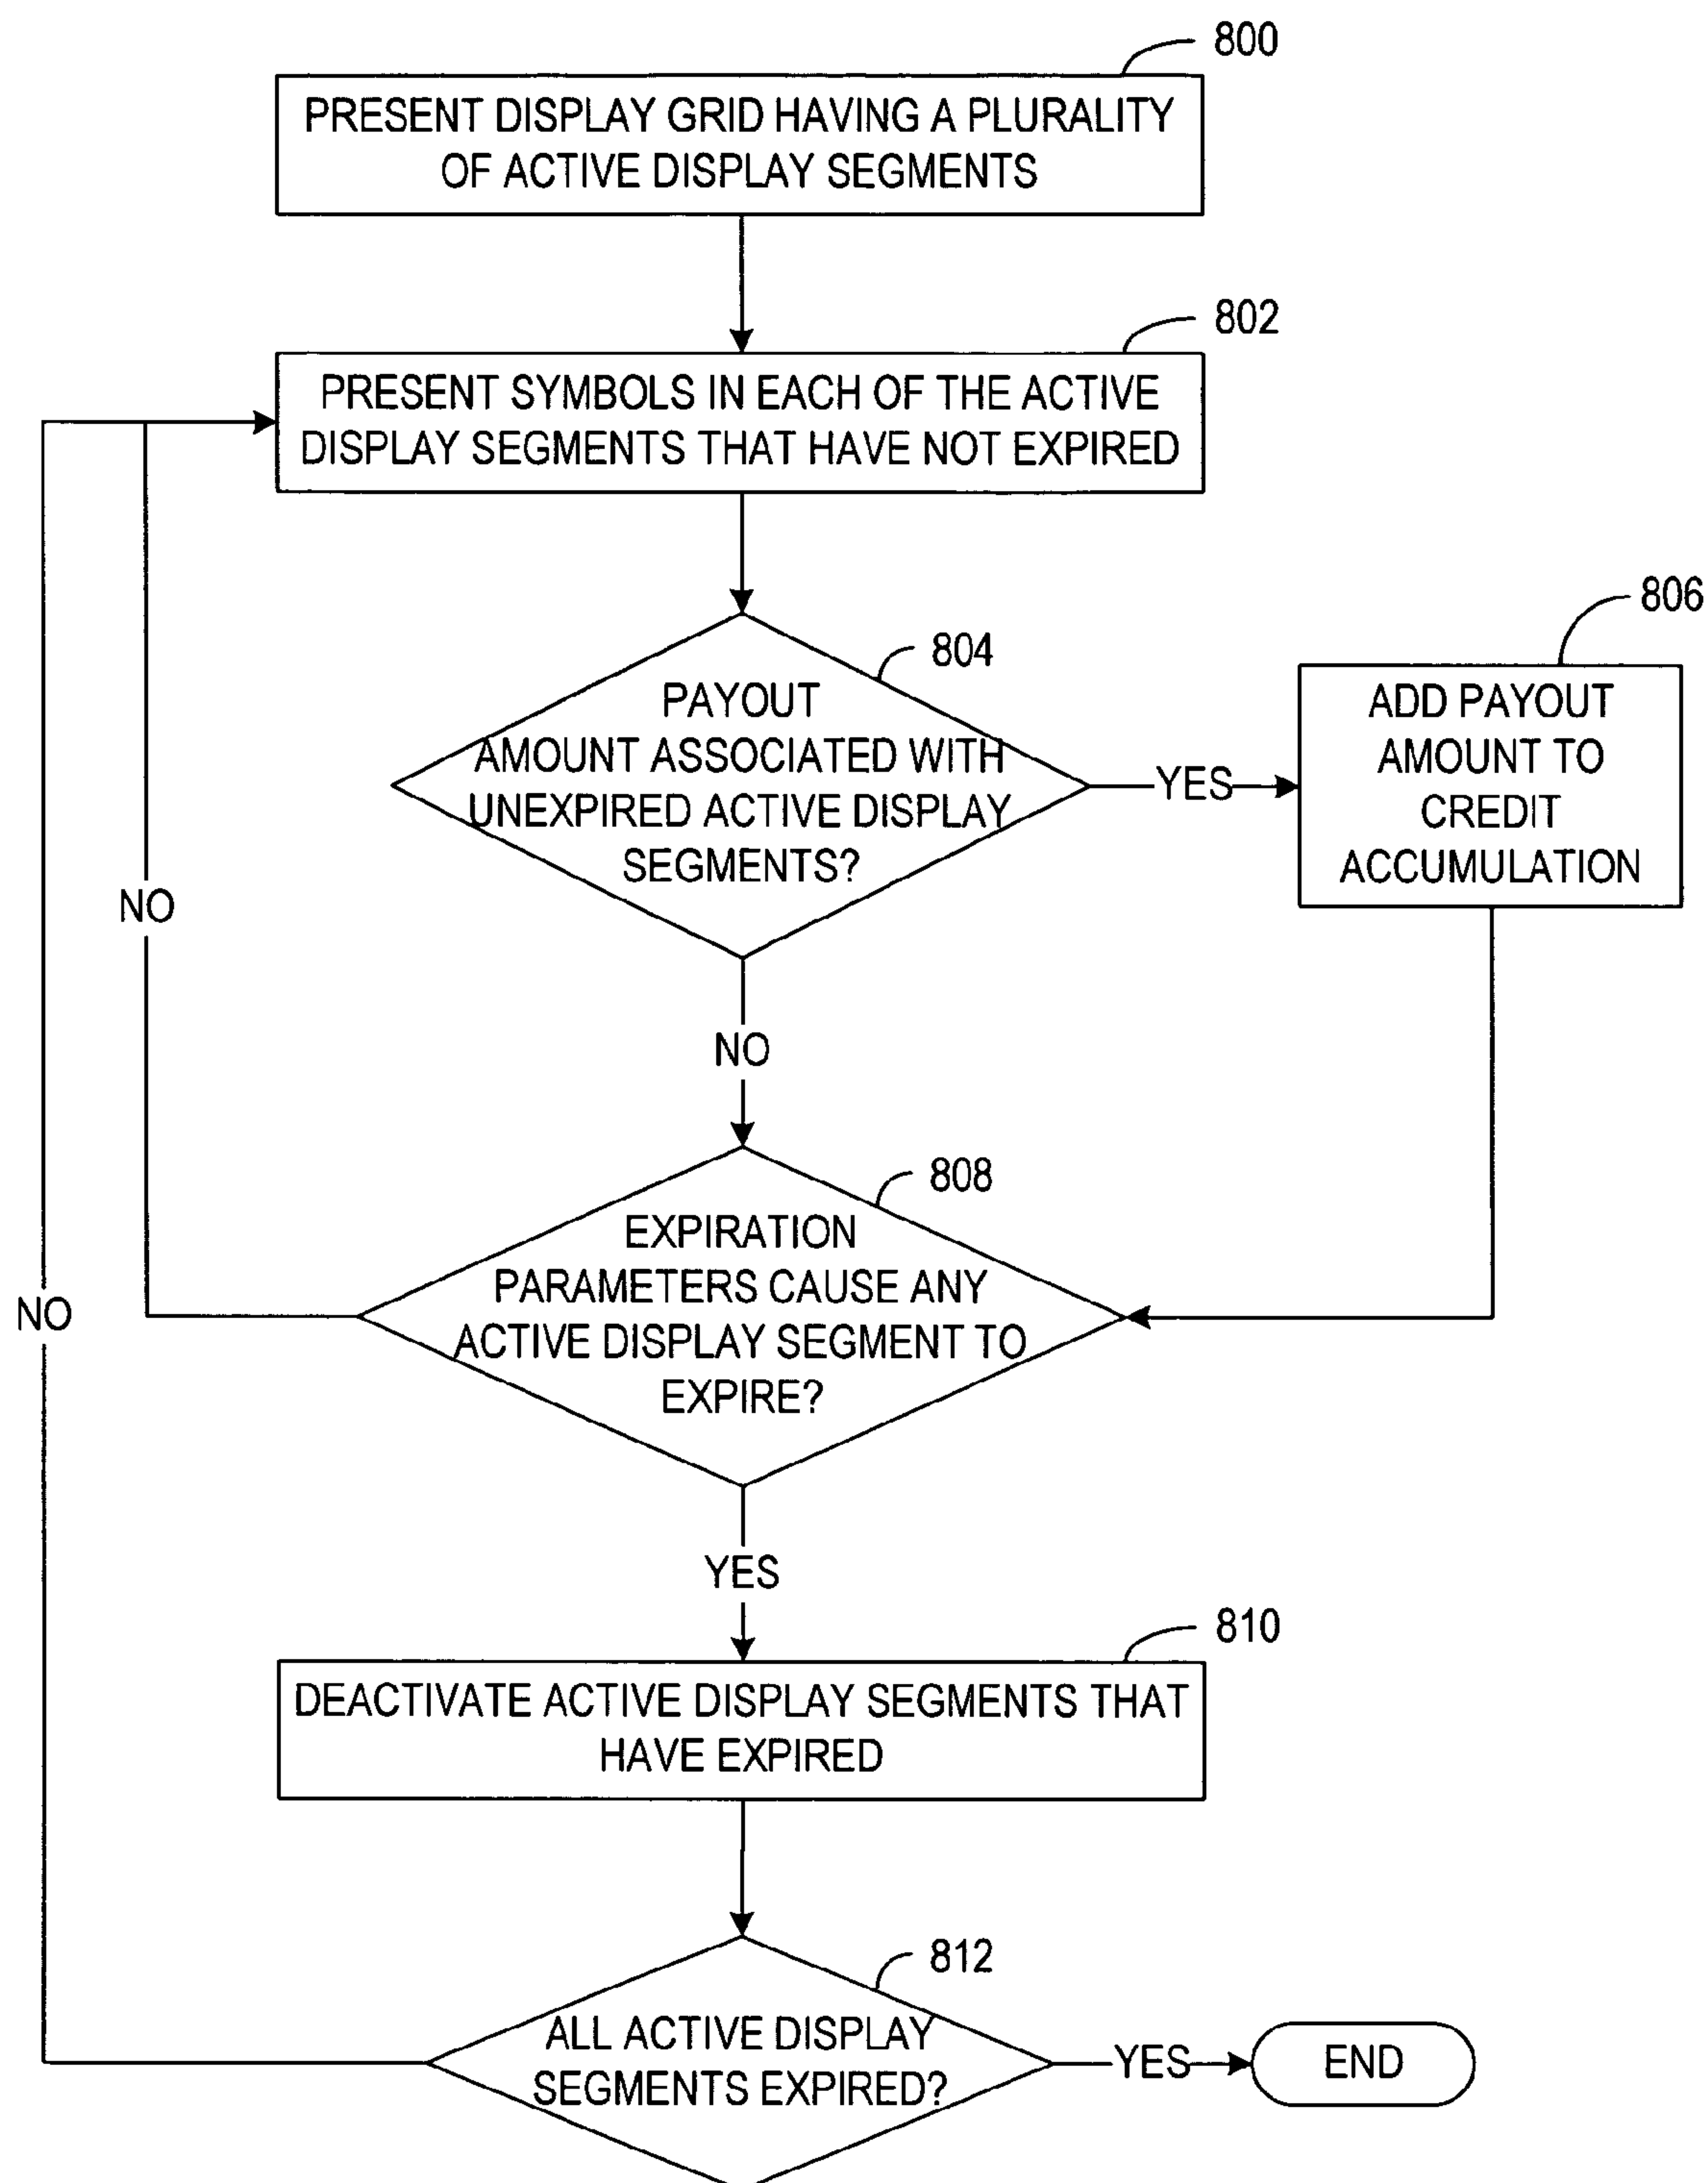 800
PRESENT DISPLAY GRID HAVING A PLURALITY
OF ACTIVE DISPLAY SEGMENTS
802
PRESENT SYMBOLS IN EACH OF THE ACTIVE
DISPLAY SEGMENTS THAT HAVE NOT EXPIRED
804
PAYOUT
AMOUNT ASSOCIATED WITH
UNEXPIRED ACTIVE DISPLAY
SEGMENTS?
YES
806
ADD PAYOUT
AMOUNT TO
CREDIT
ACCUMULATION
NO
NO
808
EXPIRATION
PARAMETERS CAUSE ANY
ACTIVE DISPLAY SEGMENT TO
EXPIRE?
NO
YES
810
DEACTIVATE ACTIVE DISPLAY SEGMENTS THAT
HAVE EXPIRED
812
ALL ACTIVE DISPLAY
SEGMENTS EXPIRED?
YES
END